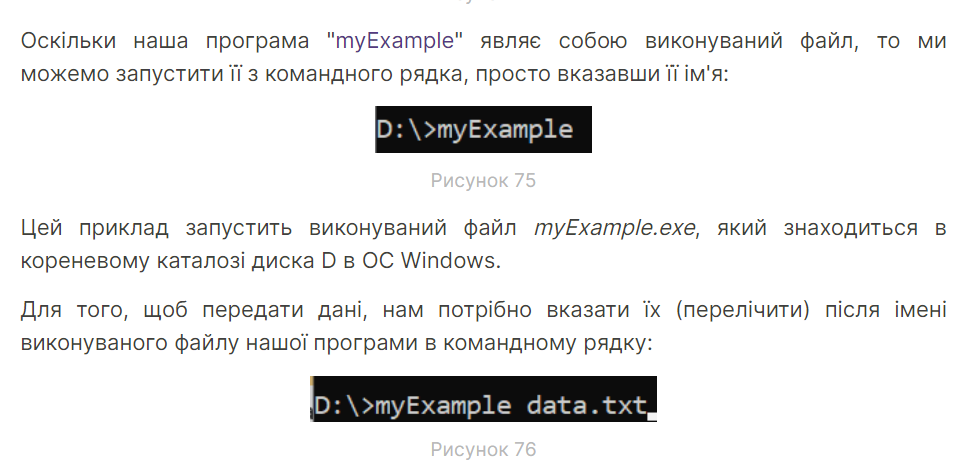 Оскільки наша програма "myExample" являє собою виконуваний файл, то ми
можемо запустити її з командного рядка, просто вказавши її ім'я:
D:\>myExample
Рисунок 75
Цей приклад запустить виконуваний файл myExample.exe, який знаходиться в
кореневому каталозі диска D в ОС Windows.
Для того, щоб передати дані, нам потрібно вказати їх (перелічити) після імені
виконуваного файлу нашої програми в командному рядку:
D:\>myExample data.txt_
Рисунок 76